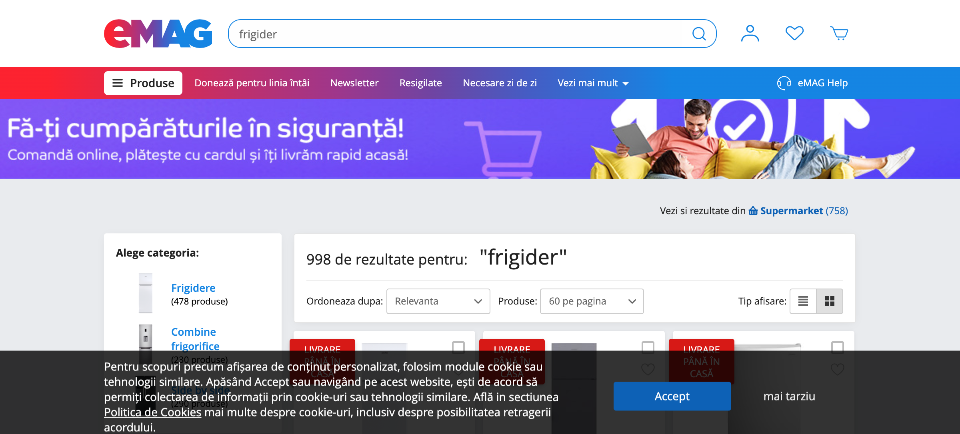 eMAG
frigider
Produse
Donează pentru linia întâi
Newsletter
Resigilate
Necesare zi de zi
Vezi mai mult
eMAG Help
Fă-ți cumpărăturile în siguranță!
Comandă online, plătește cu cardul și îți livrăm rapid acasă!
Vezi si rezultate din Supermarket (758)
Alege categoria:
Frigidere
(478 produse)
Combine
frigorifice
998 de rezultate pentru: "frigider"
Ordoneaza dupa: Relevanta
Produse: 60 pe pagina
Tip afisare:
LIVRARE
PÂNĂ ÎN
CASĂ
LIVRARE
PÂNĂ ÎN
CASĂ
LIVRARE
PÂNĂ ÎN
CASĂ
Pentru scopuri precum afișarea de conținut personalizat, folosim module cookie sau
tehnologii similare. Apăsând Accept sau navigând pe acest website, ești de acord să
permiți colectarea de informații prin cookie-uri sau tehnologii similare. Află in sectiunea
Politica de Cookies mai multe despre cookie-uri, inclusiv despre posibilitatea retragerii
acordului.
Accept
mai tarziu